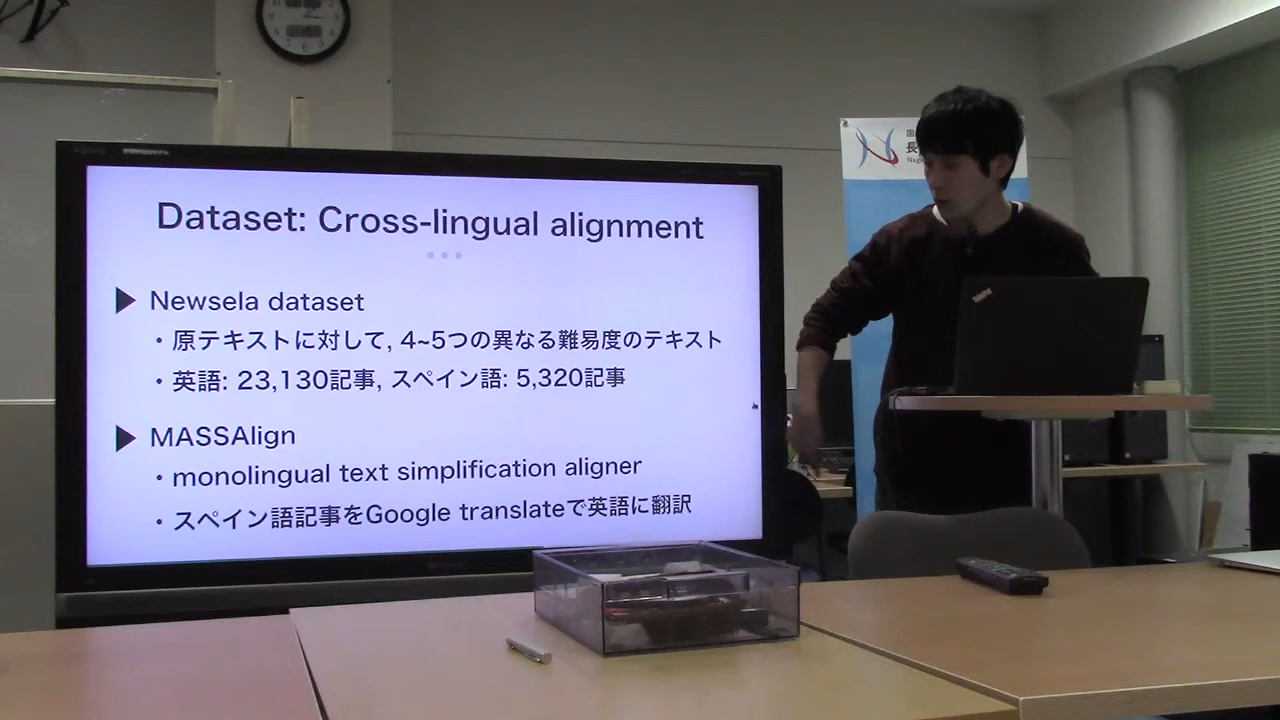 Dataset: Cross-lingual alignment
Newsela dataset
・原テキストに対して, 4~5つの異なる難易度のテキスト
・英語: 23,130記事, スペイン語: 5,320記事
MASSAlign
・monolingual text simplification aligner
・スペイン語記事をGoogle translateで英語に翻訳
長
Nag
ThinkPad